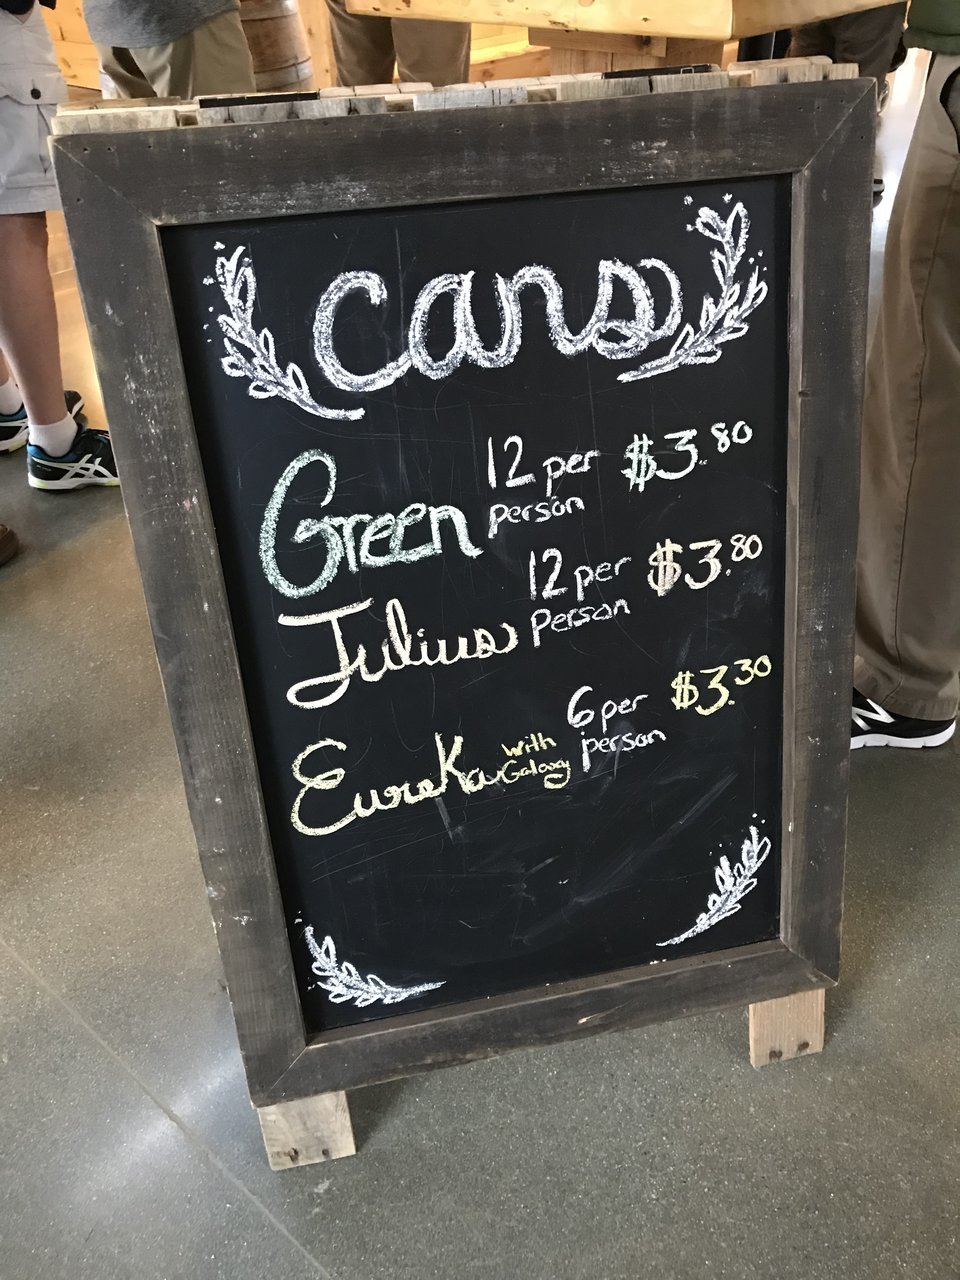 cans
Green 12 per person $3.80
Julius 12 per person $3.80
Eureka with Galaxy 6 per person $3.30
N